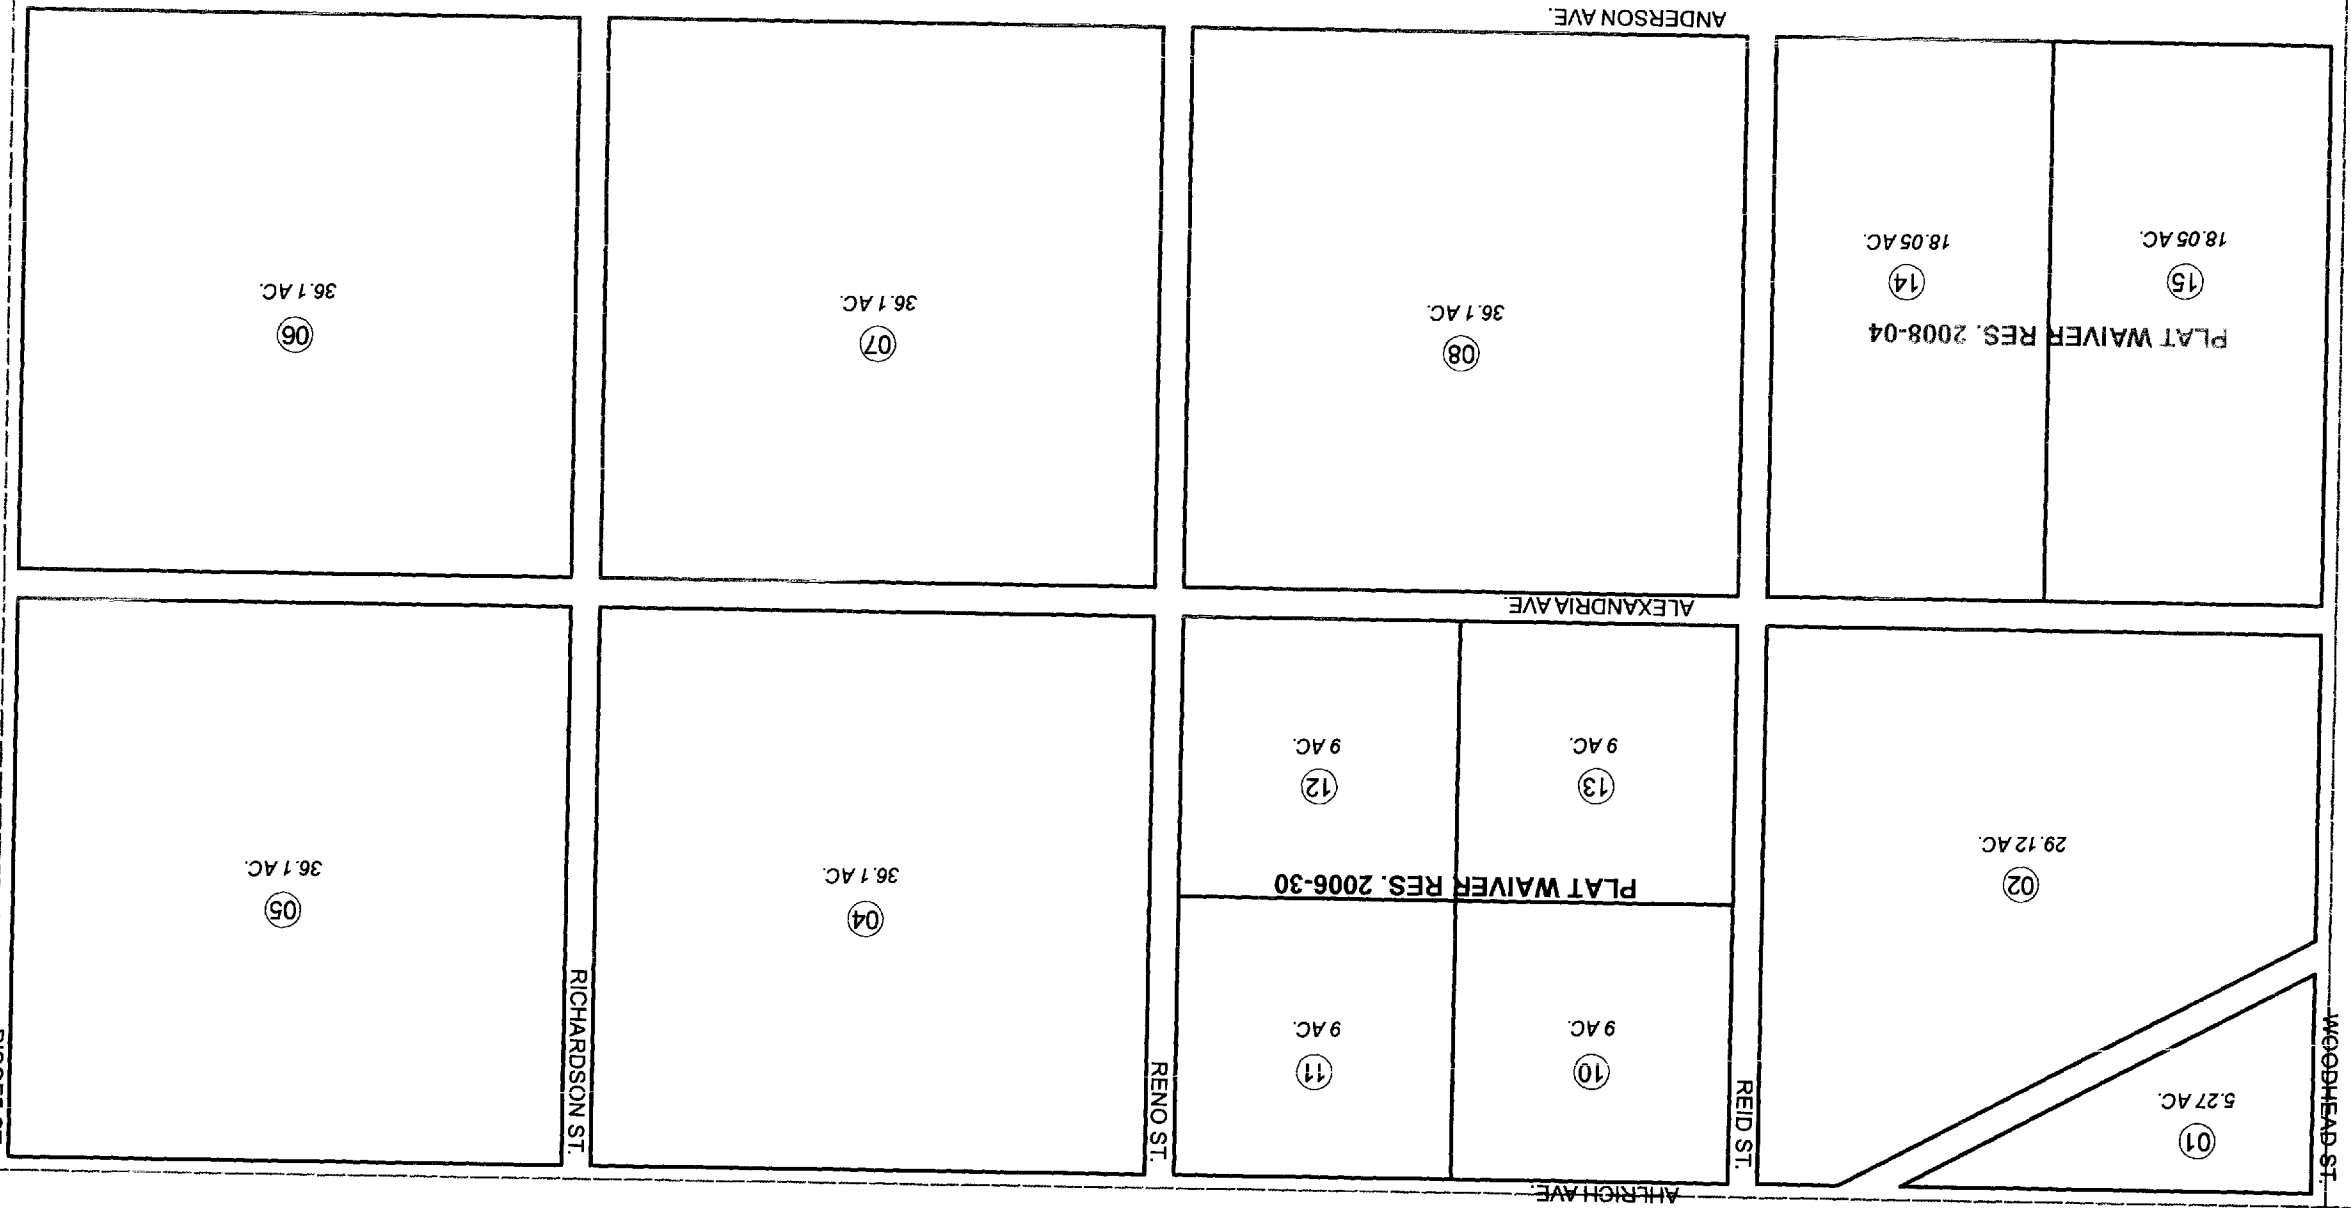 AHLRICH AVE.
WOODHEAD ST.
01
5.27 AC.
02
29.12 AC.
REID ST.
10
9 AC.
11
9 AC.
PLAT WAIVER RES. 2006-30
13
9 AC.
12
9 AC.
RENO ST.
04
36.1 AC.
RICHARDSON ST.
05
36.1 AC.
ALEXANDRIA AVE.
PLAT WAIVER RES. 2008-04
15
18.05 AC.
14
18.05 AC.
08
36.1 AC.
07
36.1 AC.
06
36.1 AC.
ANDERSON AVE.